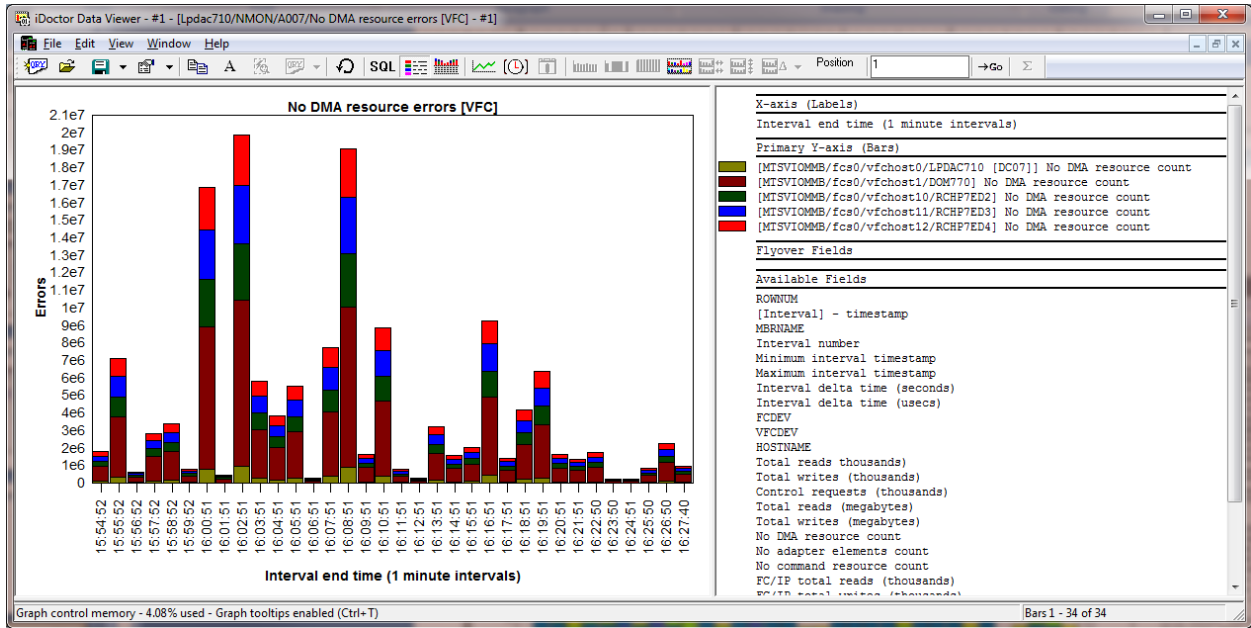 iDoctor Data Viewer - #1 - [Lpdac710/NMON/A007/No DMA resource errors [VFC] - #1]
File Edit View Window Help
SQL Position 1 Go Σ
No DMA resource errors [VFC]
2.1e7
2e7
1.9e7
1.8e7
1.7e7
1.6e7
1.5e7
1.4e7
1.3e7
1.2e7
1.1e7
1e7
9e6
8e6
7e6
6e6
5e6
4e6
3e6
2e6
1e6
0
Errors
15:54:52
15:55:52
15:56:52
15:57:52
15:58:52
15:59:52
16:00:51
16:01:51
16:02:51
16:03:51
16:04:51
16:05:51
16:06:51
16:07:51
16:08:51
16:09:51
16:10:51
16:11:51
16:12:51
16:13:51
16:14:51
16:15:51
16:16:51
16:17:51
16:18:51
16:19:51
16:20:51
16:21:51
16:22:50
16:23:50
16:24:51
16:25:50
16:26:50
16:27:40
Interval end time (1 minute intervals)
X-axis (Labels)
Interval end time (1 minute intervals)
Primary Y-axis (Bars)
[MTSVIOMMB/fcs0/vfchost0/LPDAC710 [DC07]] No DMA resource count
[MTSVIOMMB/fcs0/vfchost1/DOM770] No DMA resource count
[MTSVIOMMB/fcs0/vfchost10/RCHP7ED2] No DMA resource count
[MTSVIOMMB/fcs0/vfchost11/RCHP7ED3] No DMA resource count
[MTSVIOMMB/fcs0/vfchost12/RCHP7ED4] No DMA resource count
Flyover Fields
Available Fields
ROWNUM
[Interval] - timestamp
MBRNAME
Interval number
Minimum interval timestamp
Maximum interval timestamp
Interval delta time (seconds)
Interval delta time (usecs)
FCDEV
VFCDEV
HOSTNAME
Total reads thousands)
Total writes (thousands)
Control requests (thousands)
Total reads (megabytes)
Total writes (megabytes)
No DMA resource count
No adapter elements count
No command resource count
FC/IP total reads (thousands)
FC/IP total writes (thousands)
Graph control memory - 4.08% used - Graph tooltips enabled (Ctrl+T)
Bars 1 - 34 of 34